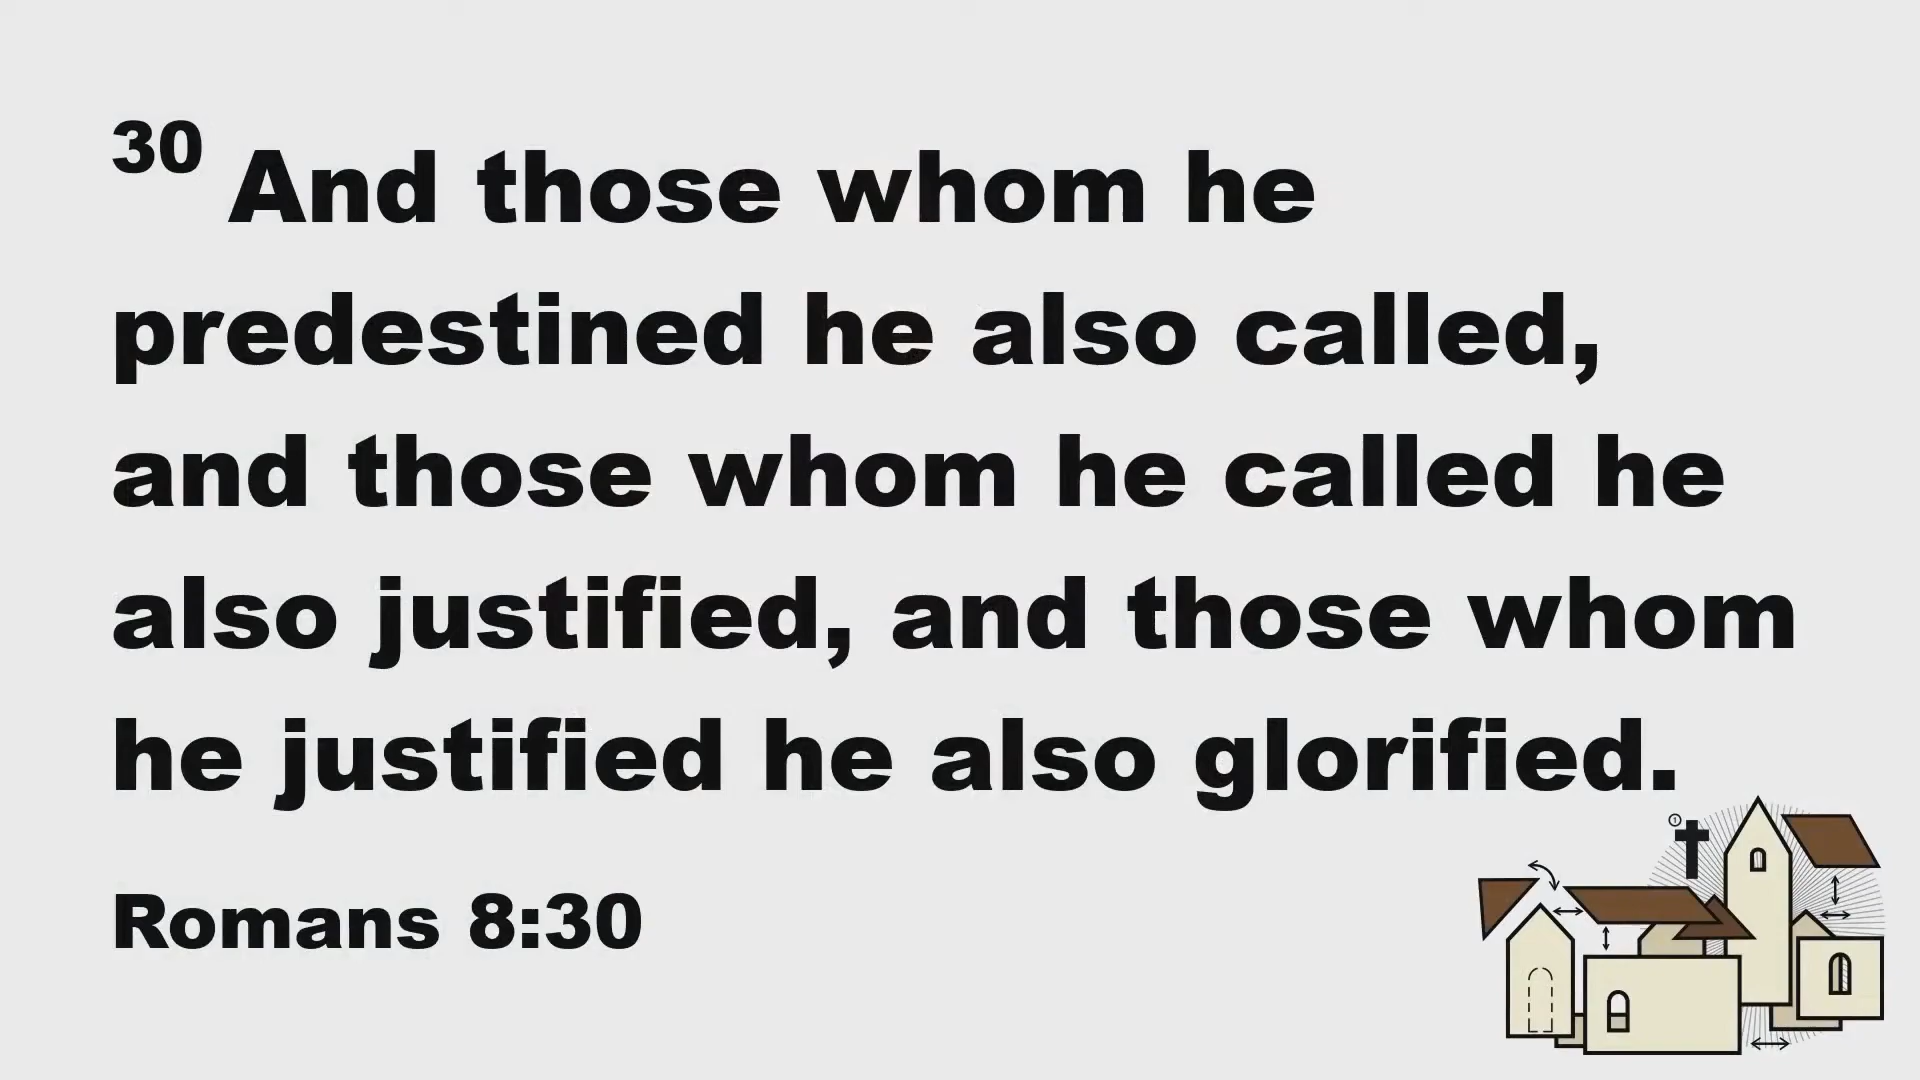 30 And those whom he
predestined he also called,
and those whom he called he
also justified, and those whom
he justified he also glorified.
Romans 8:30
1